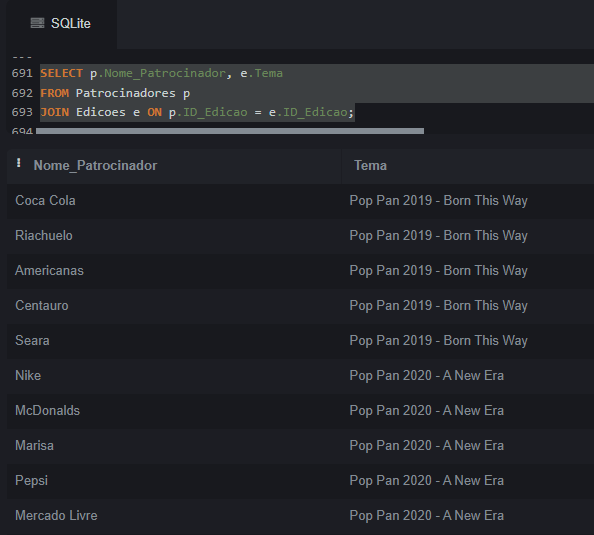 SQLite
691 SELECT p.Nome_Patrocinador, e.Tema
692 FROM Patrocinadores p
693 JOIN Edicoes e ON p.ID_Edicao = e.ID_Edicao;
694
Nome_Patrocinador Tema
Coca Cola Pop Pan 2019 - Born This Way
Riachuelo Pop Pan 2019 - Born This Way
Americanas Pop Pan 2019 - Born This Way
Centauro Pop Pan 2019 - Born This Way
Seara Pop Pan 2019 - Born This Way
Nike Pop Pan 2020 - A New Era
McDonalds Pop Pan 2020 - A New Era
Marisa Pop Pan 2020 - A New Era
Pepsi Pop Pan 2020 - A New Era
Mercado Livre Pop Pan 2020 - A New Era